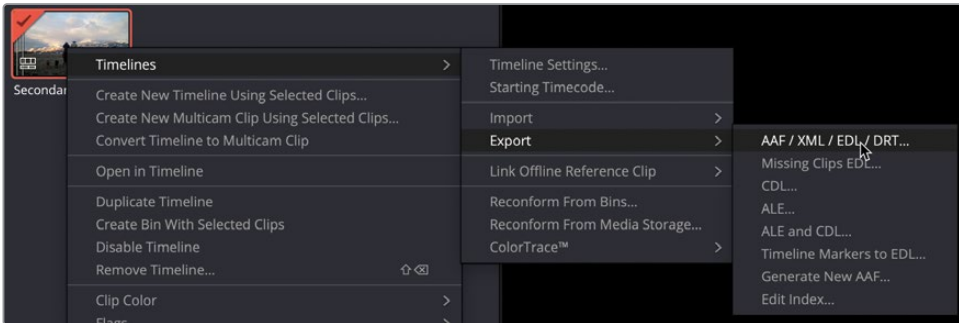 Secondar
Timelines
Create New Timeline Using Selected Clips...
Create New Multicam Clip Using Selected Clips...
Convert Timeline to Multicam Clip
Open in Timeline
Duplicate Timeline
Create Bin With Selected Clips
Disable Timeline
Remove Timeline... ⇧⌫
Clip Color
Flags
Timeline Settings...
Starting Timecode...
Import
Export
Link Offline Reference Clip
Reconform From Bins...
Reconform From Media Storage...
ColorTrace™
AAF / XML / EDL / DRT...
Missing Clips EDL...
CDL...
ALE...
ALE and CDL...
Timeline Markers to EDL...
Generate New AAF...
Edit Index...